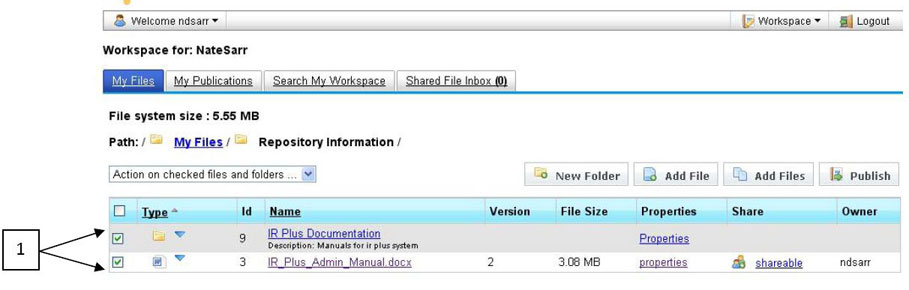 Welcome ndsarr Workspace Logout
Workspace for: NateSarr
My Files My Publications Search My Workspace Shared File Inbox (0)
File system size : 5.55 MB
Path: / My Files / Repository Information /
Action on checked files and folders ... New Folder Add File Add Files Publish
Type Id Name Version File Size Properties Share Owner
9 IR Plus Documentation Properties
Description: Manuals for ir plus system
1
3 IR_Plus_Admin_Manual.docx 2 3.08 MB properties shareable ndsarr